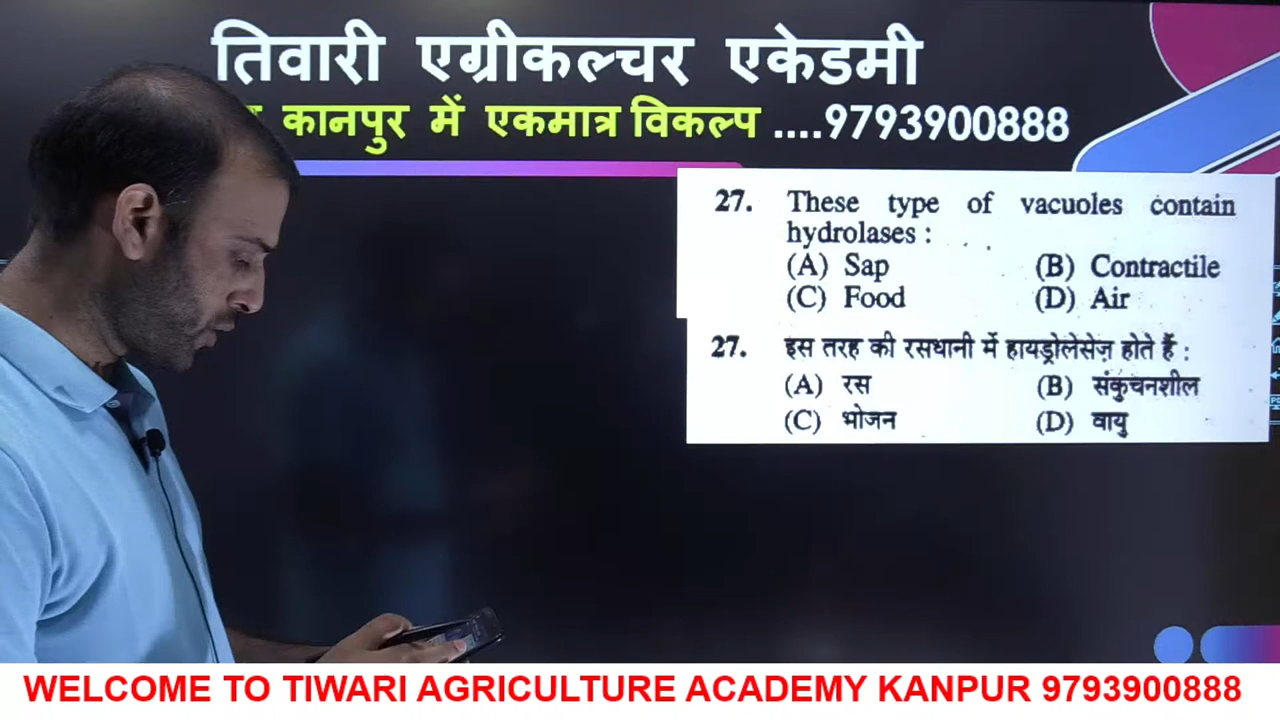 तिवारी एग्रीकल्चर एकेडमी
कानपुर में एकमात्र विकल्प ....9793900888
27. These type of vacuoles contain
hydrolases :
(A) Sap (B) Contractile
(C) Food (D) Air
27. इस तरह की रसधानी में हायड्रोलेसेज़ होते हैं :
(A) रस (B) संकुचनशील
(C) भोजन (D) वायु
WELCOME TO TIWARI AGRICULTURE ACADEMY KANPUR 9793900888